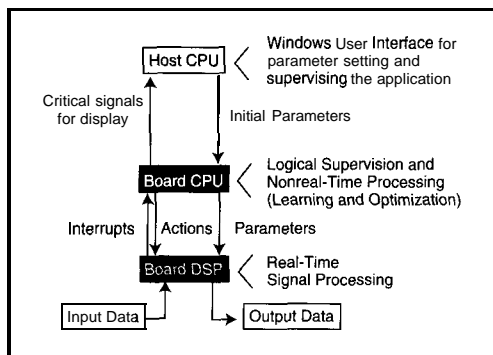 Host CPU
Windows User Interface for
parameter setting and
supervising the application
Critical signals
for display
Initial Parameters
Board CPU
Logical Supervision and
Nonreal-Time Processing
(Learning and Optimization)
Interrupts
Actions
Parameters
Board DSP
Real-Time
Signal Processing
Input Data
Output Data